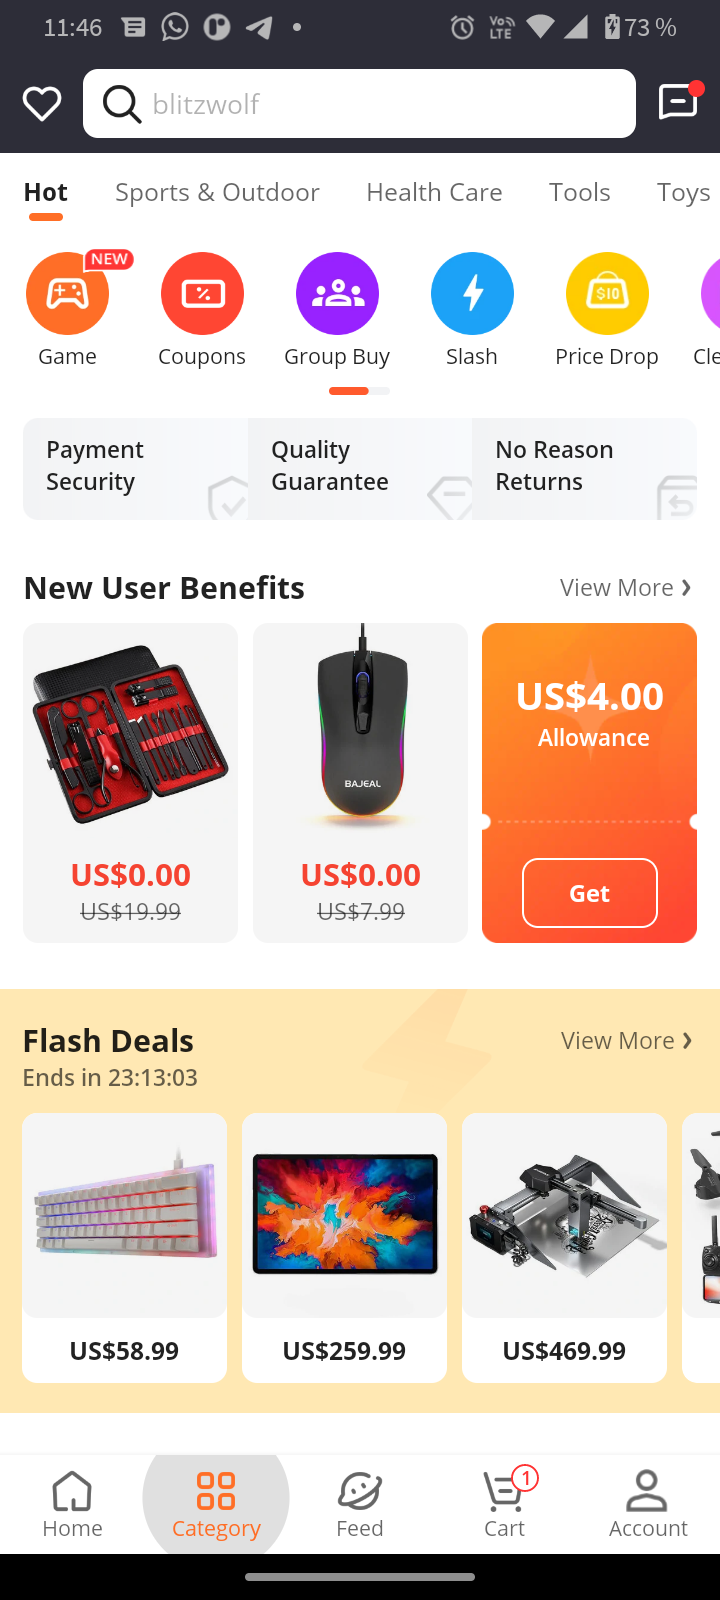 11:46
Vo)) LTE
73 %
blitzwolf
Hot
Sports & Outdoor
Health Care
Tools
Toys
NEW
$10
Game
Coupons
Group Buy
Slash
Price Drop
Cle
Payment
Security
Quality
Guarantee
No Reason
Returns
New User Benefits
View More
BAJEAL
US$0.00
US$19.99
US$0.00
US$7.99
US$4.00
Allowance
Get
Flash Deals
View More
Ends in 23:13:03
US$58.99
US$259.99
US$469.99
1
Home
Category
Feed
Cart
Account